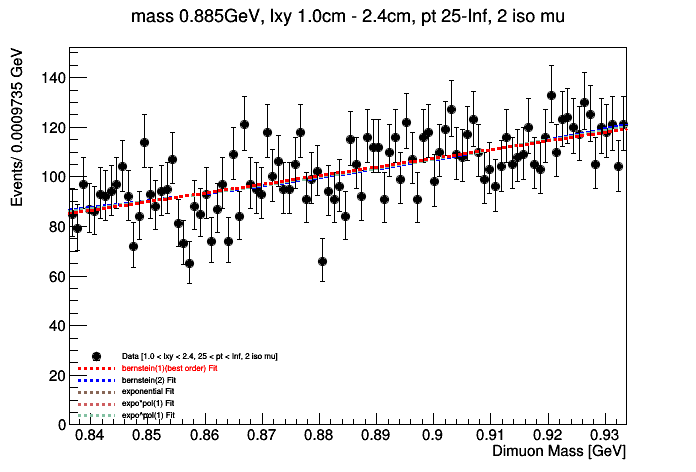 mass 0.885GeV, lxy 1.0cm - 2.4cm, pt 25-Inf, 2 iso mu
Events/ 0.0009735 GeV
140
120
100
80
60
40
20
0
Data [1.0 < lxy < 2.4, 25 < pt < Inf, 2 iso mu]
bernstein(1)(best order) Fit
bernstein(2) Fit
exponential Fit
expo*pol(1) Fit
expo^pol(1) Fit
0.84 0.85 0.86 0.87 0.88 0.89 0.9 0.91 0.92 0.93
Dimuon Mass [GeV]